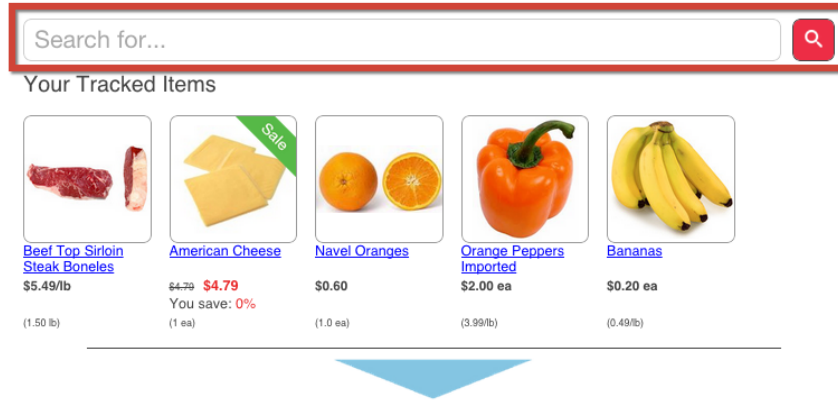 Search for...
Your Tracked Items
Sale
Beef Top Sirloin
Steak Boneles
$5.49/lb
(1.50 lb)
American Cheese
$4.79 $4.79
You save: 0%
(1 ea)
Navel Oranges
$0.60
(1.0 ea)
Orange Peppers
Imported
$2.00 ea
(3.99/lb)
Bananas
$0.20 ea
(0.49/lb)